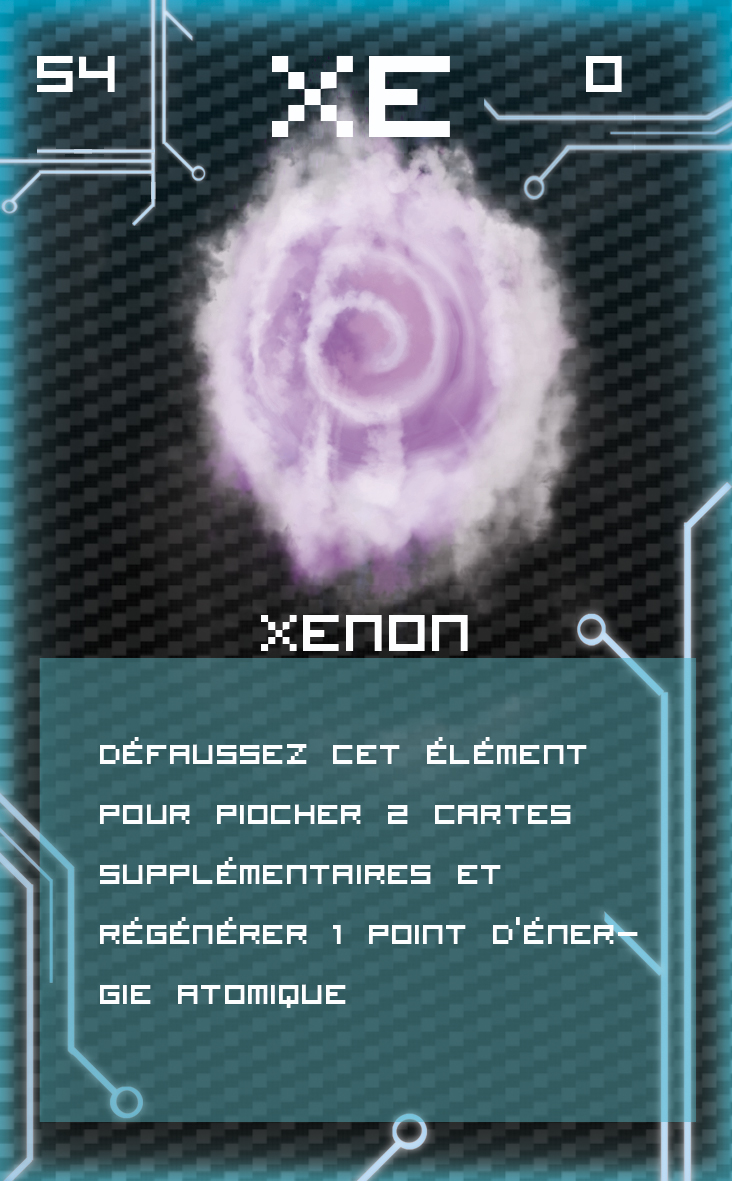 54
XE
0
XENON
DÉFAUSSEZ CET ÉLÉMENT
POUR PIOCHER 2 CARTES
SUPPLÉMENTAIRES ET
RÉGÉNÉRER 1 POINT D'ÉNER-
GIE ATOMIQUE